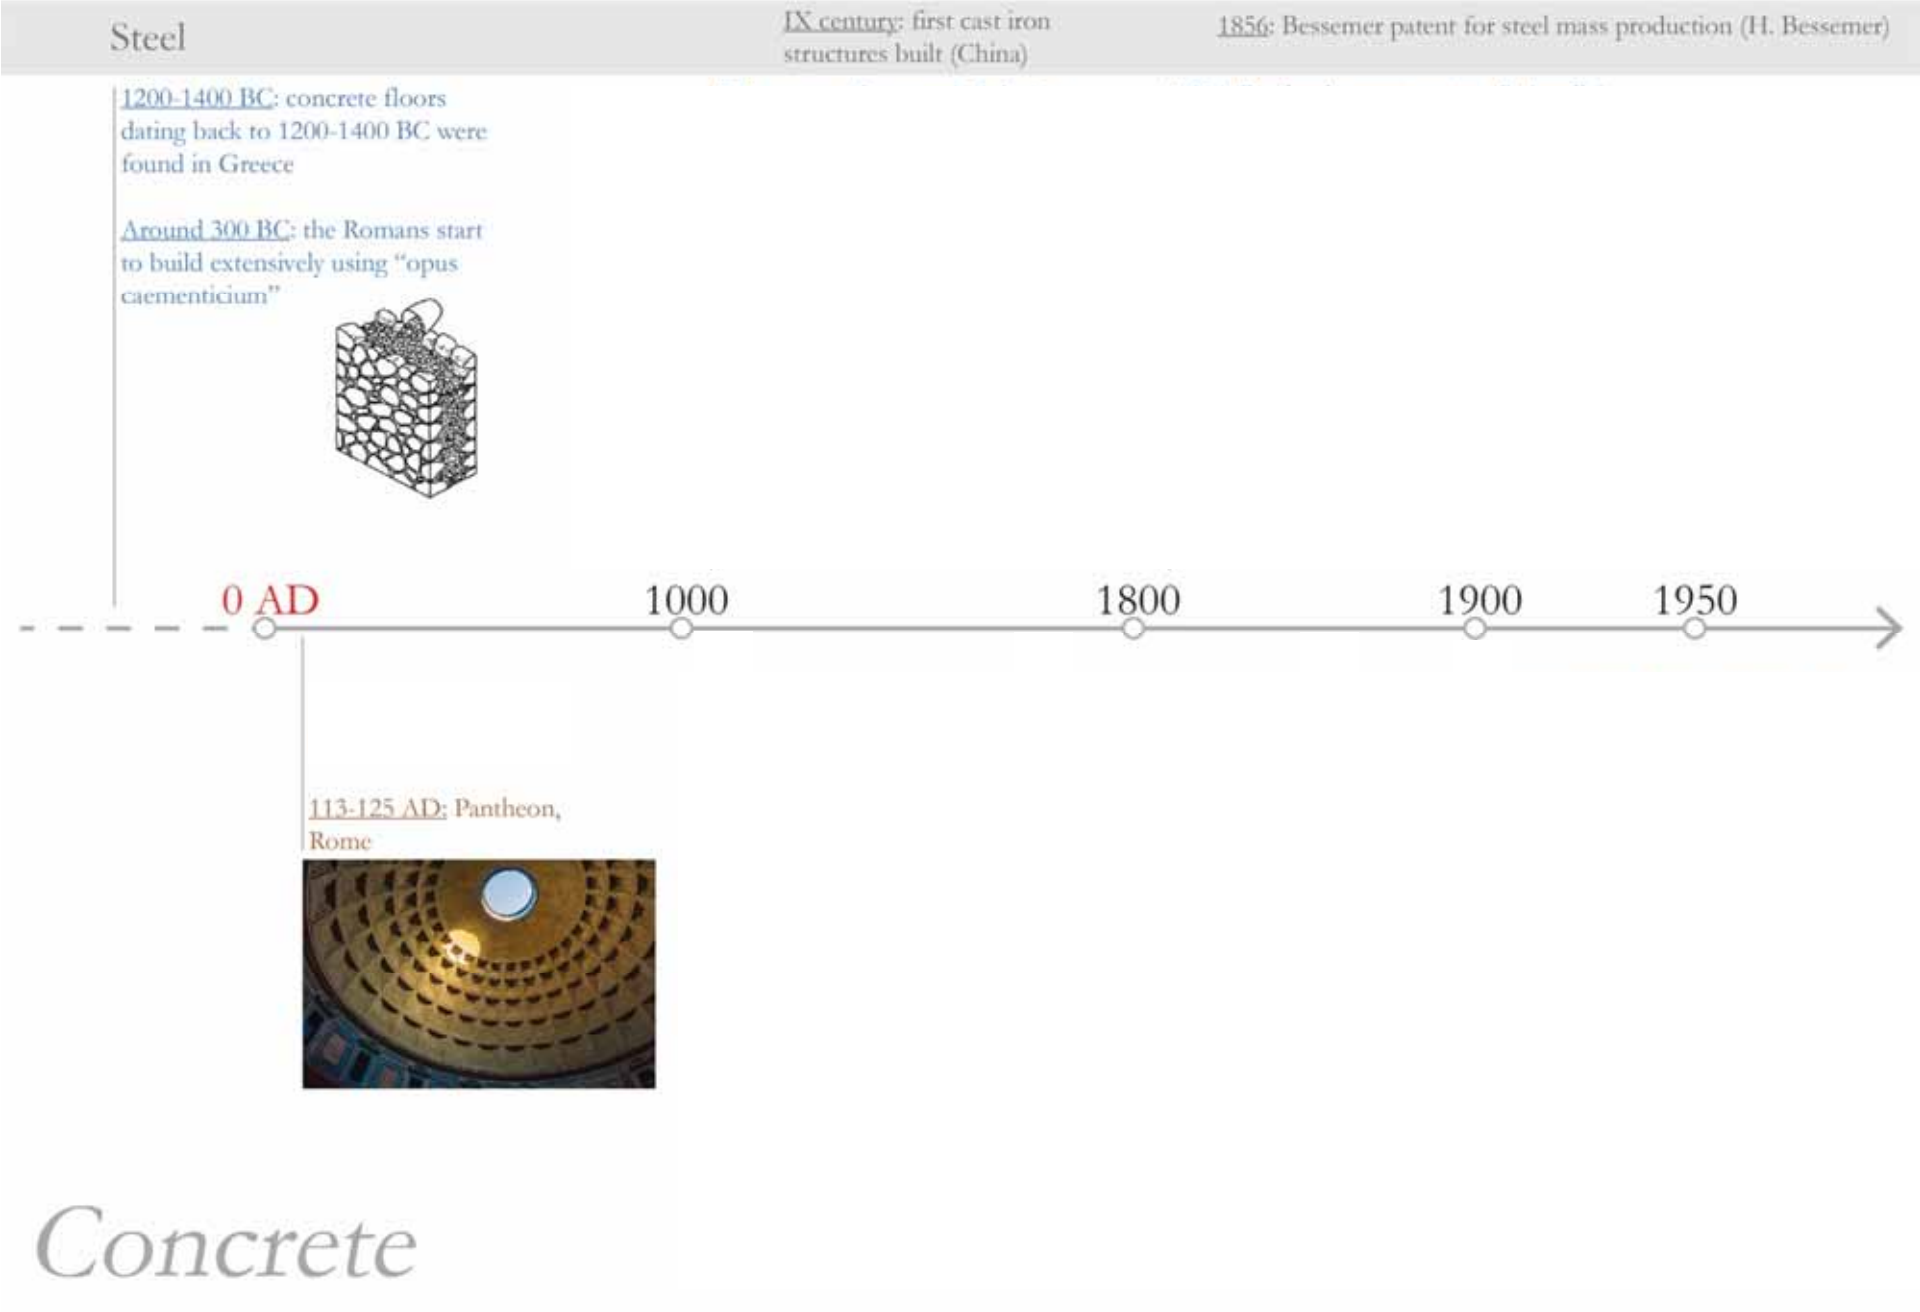 Steel
IX century: first cast iron
structures built (China)
1856: Bessemer patent for steel mass production (H. Bessemer)
1200-1400 BC: concrete floors
dating back to 1200-1400 BC were
found in Greece
Around 300 BC: the Romans start
to build extensively using “opus
caementicium”
0 AD
1000
1800
1900
1950
113-125 AD: Pantheon,
Rome
Concrete